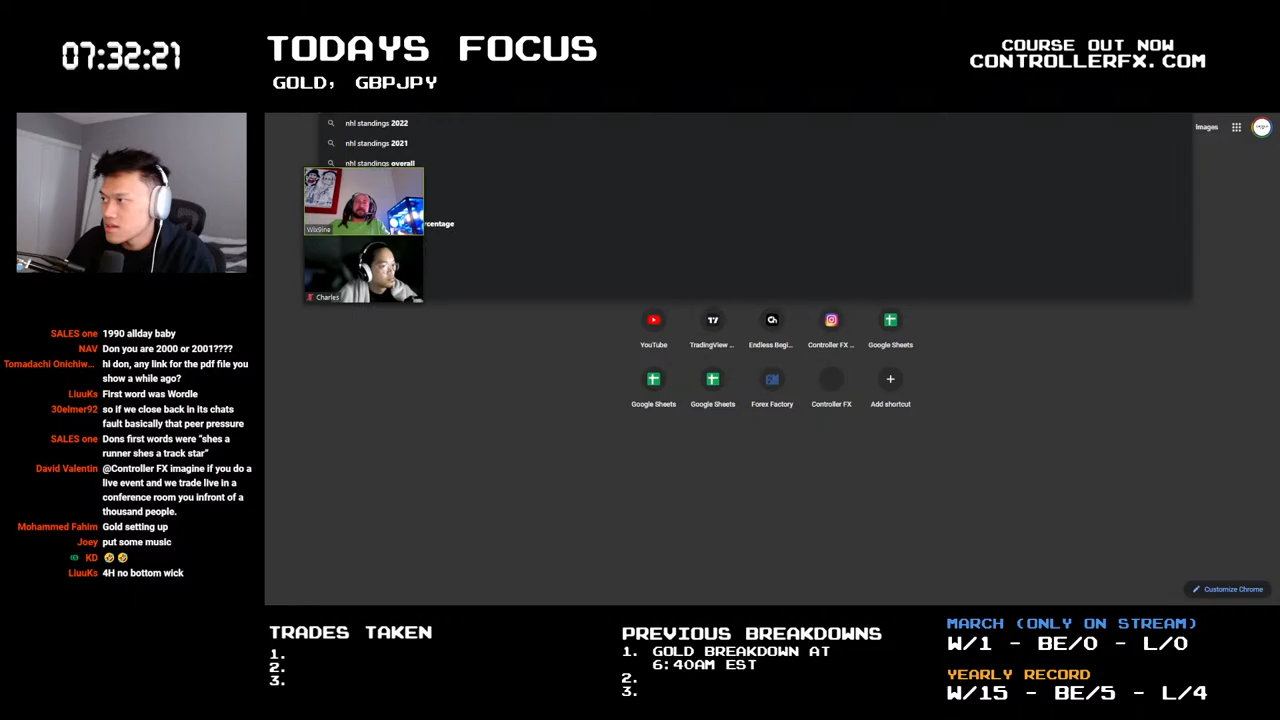 07:32:21
TODAYS FOCUS
GOLD, GBPJPY
COURSE OUT NOW
CONTROLLERFX.COM
nhl standings 2022
nhl standings 2021
nhl standings overall
Images
Wix9ine
rcentage
Charles
YouTube
TradingView ...
Endless Begi...
Controller FX ...
Google Sheets
Google Sheets
Google Sheets
Forex Factory
Controller FX
Add shortcut
Customize Chrome
SALES one 1990 allday baby
NAV Don you are 2000 or 2001????
Tomadachi Onichiw... hi don, any link for the pdf file you
show a while ago?
LiuuKs First word was Wordle
30elmer92 so if we close back in its chats
fault basically that peer pressure
SALES one Dons first words were “shes a
runner shes a track star”
David Valentin @Controller FX imagine if you do a
live event and we trade live in a
conference room you infront of a
thousand people.
Mohammed Fahim Gold setting up
Joey put some music
KD 🤣 🤣
LiuuKs 4H no bottom wick
TRADES TAKEN
1.
2.
3.
PREVIOUS BREAKDOWNS
1. GOLD BREAKDOWN AT
6:40AM EST
2.
3.
MARCH (ONLY ON STREAM)
W/1 - BE/0 - L/0
YEARLY RECORD
W/15 - BE/5 - L/4